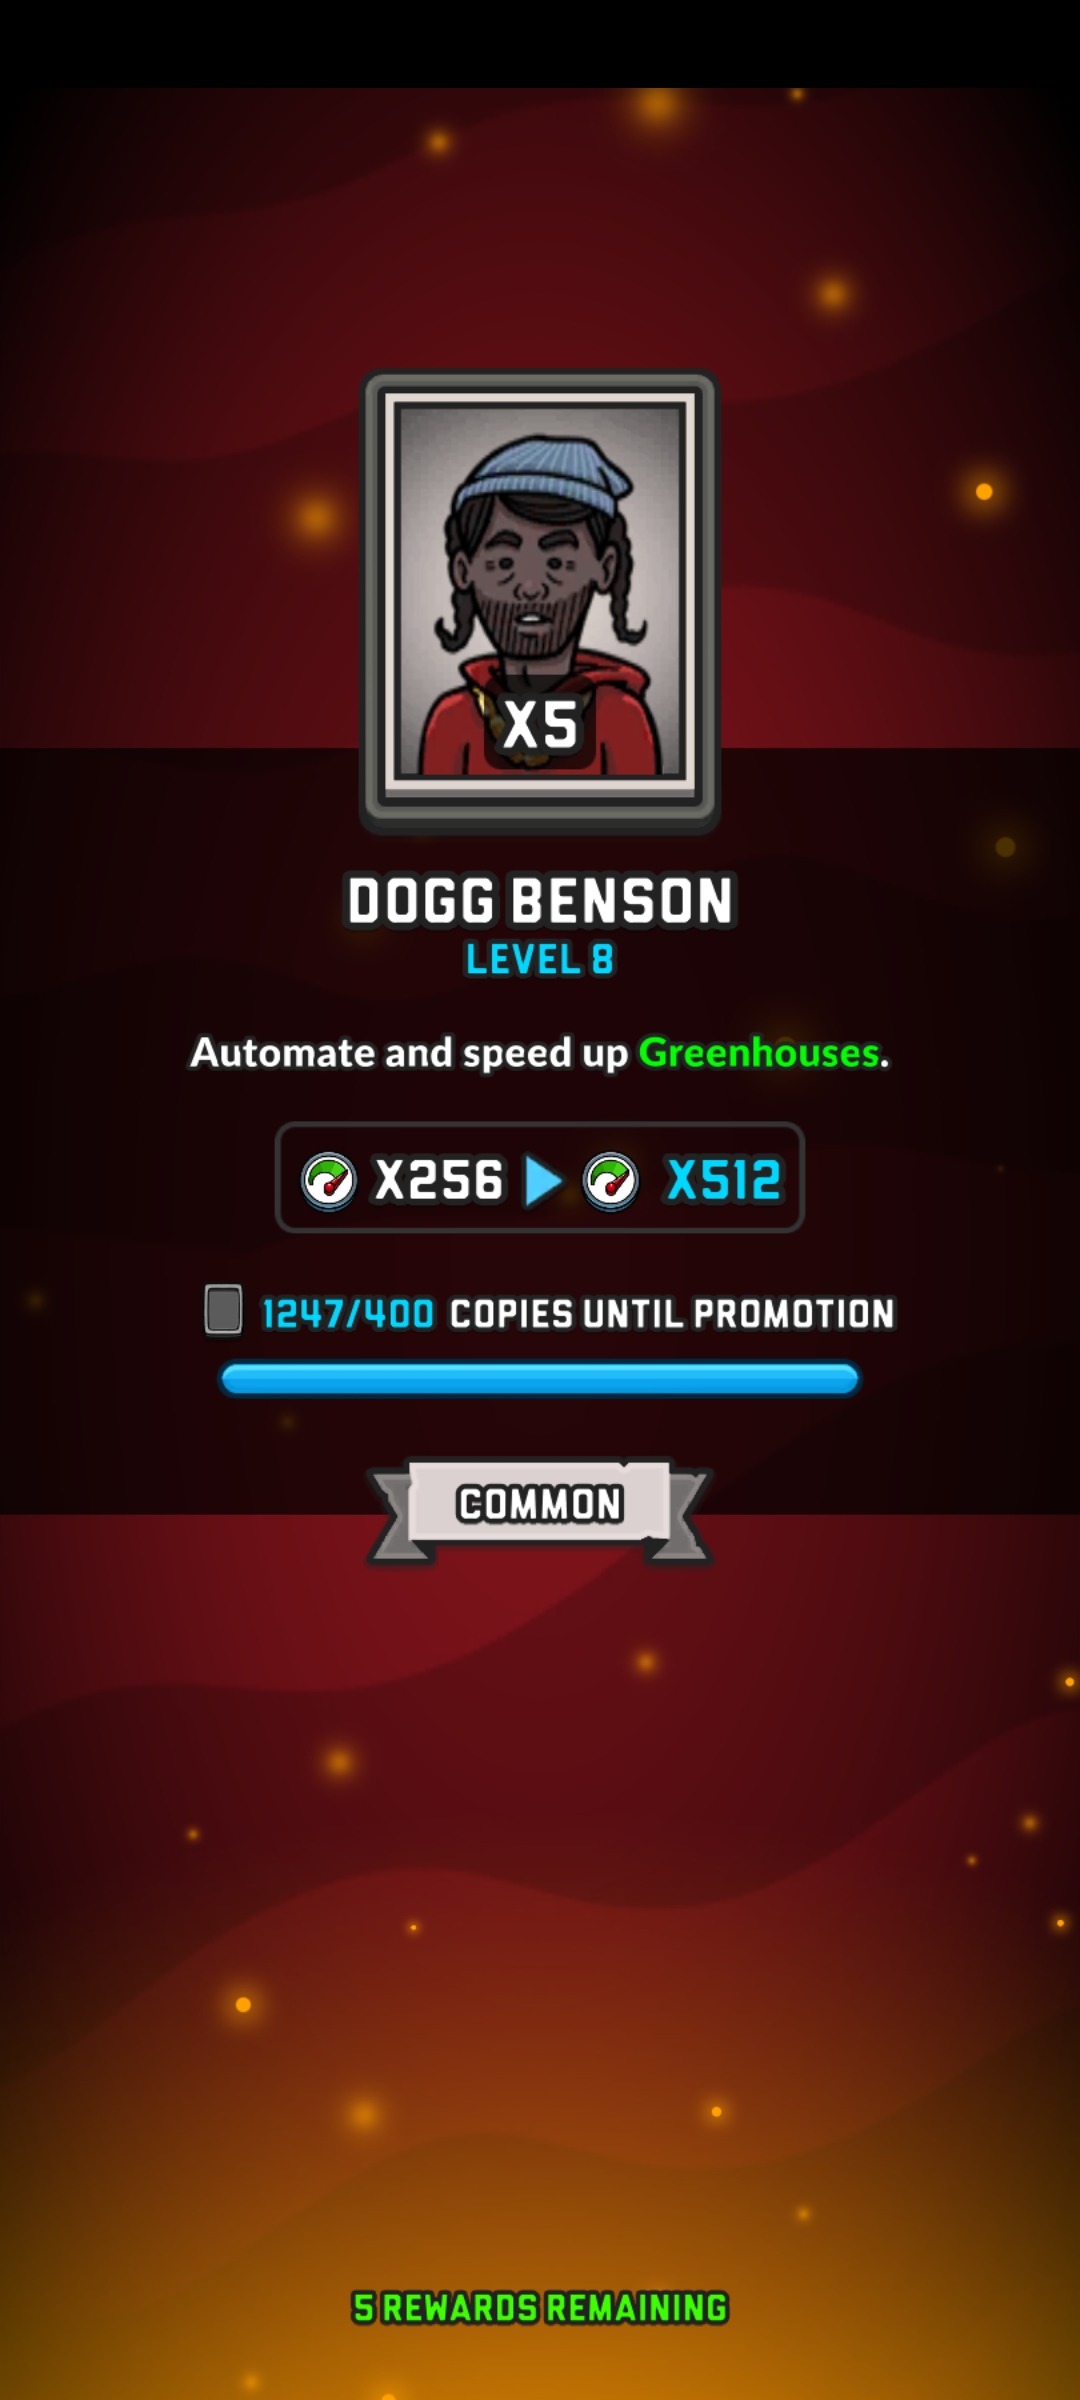 X5
DOGG BENSON
LEVEL 8
Automate and speed up Greenhouses.
X256 X512
1247/400 COPIES UNTIL PROMOTION
COMMON
5 REWARDS REMAINING